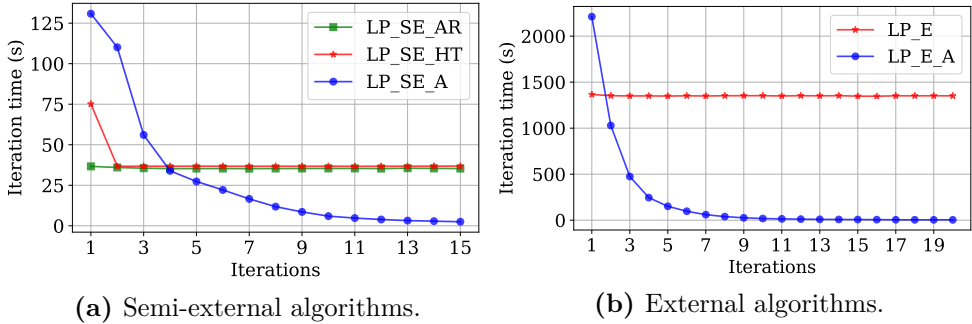 125
100
75
50
25
0
Iteration time (s)
LP_SE_AR
LP_SE_HT
LP_SE_A
1 3 5 7 9 11 13 15
Iterations
(a) Semi-external algorithms.
2000
1500
1000
500
0
Iteration time (s)
LP_E
LP_E_A
1 3 5 7 9 11 13 15 17 19
Iterations
(b) External algorithms.